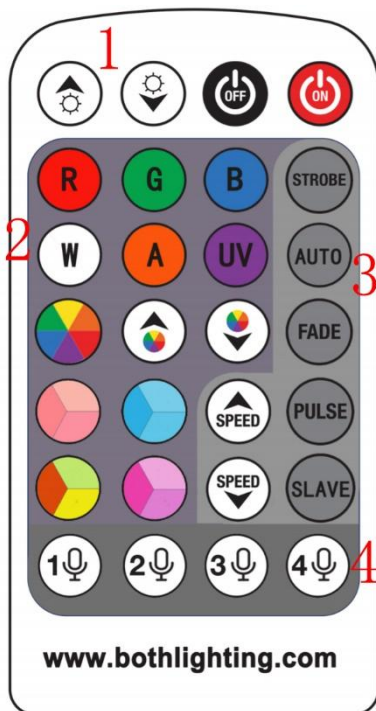 1
OFF ON
R G B STROBE
2 W A UV AUTO 3
FADE
SPEED PULSE
SPEED SLAVE
1 2 3 4 4
www.bothlighting.com